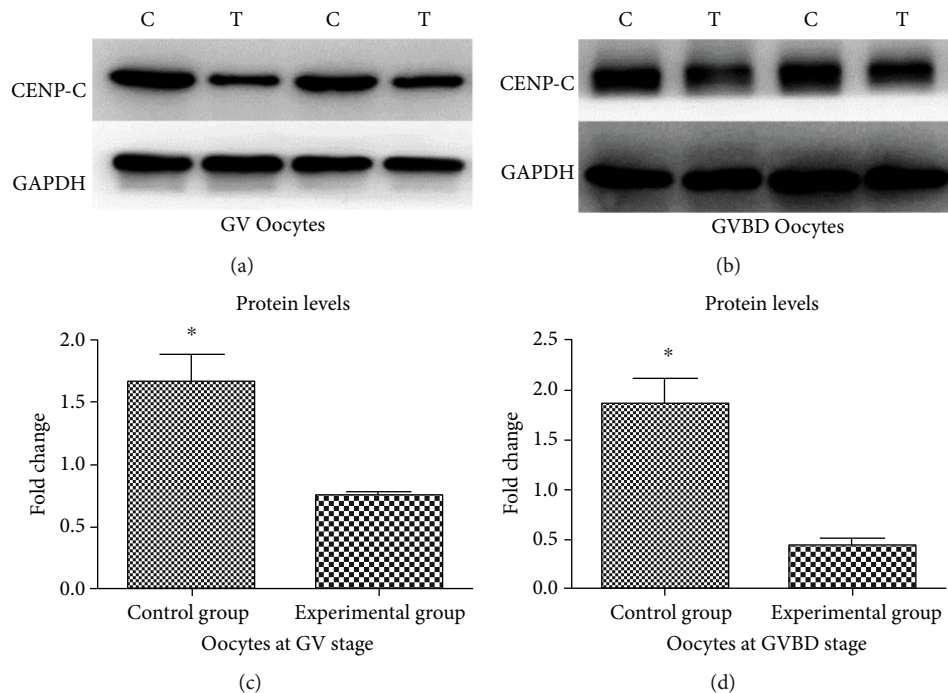 C T C T
CENP-C
GAPDH
GV Oocytes
(a)
C T C T
CENP-C
GAPDH
GVBD Oocytes
(b)
Protein levels
*
2.0
1.5
1.0
0.5
0.0
Fold change
Control group Experimental group
Oocytes at GV stage
(c)
Protein levels
*
2.5
2.0
1.5
1.0
0.5
0.0
Fold change
Control group Experimental group
Oocytes at GVBD stage
(d)